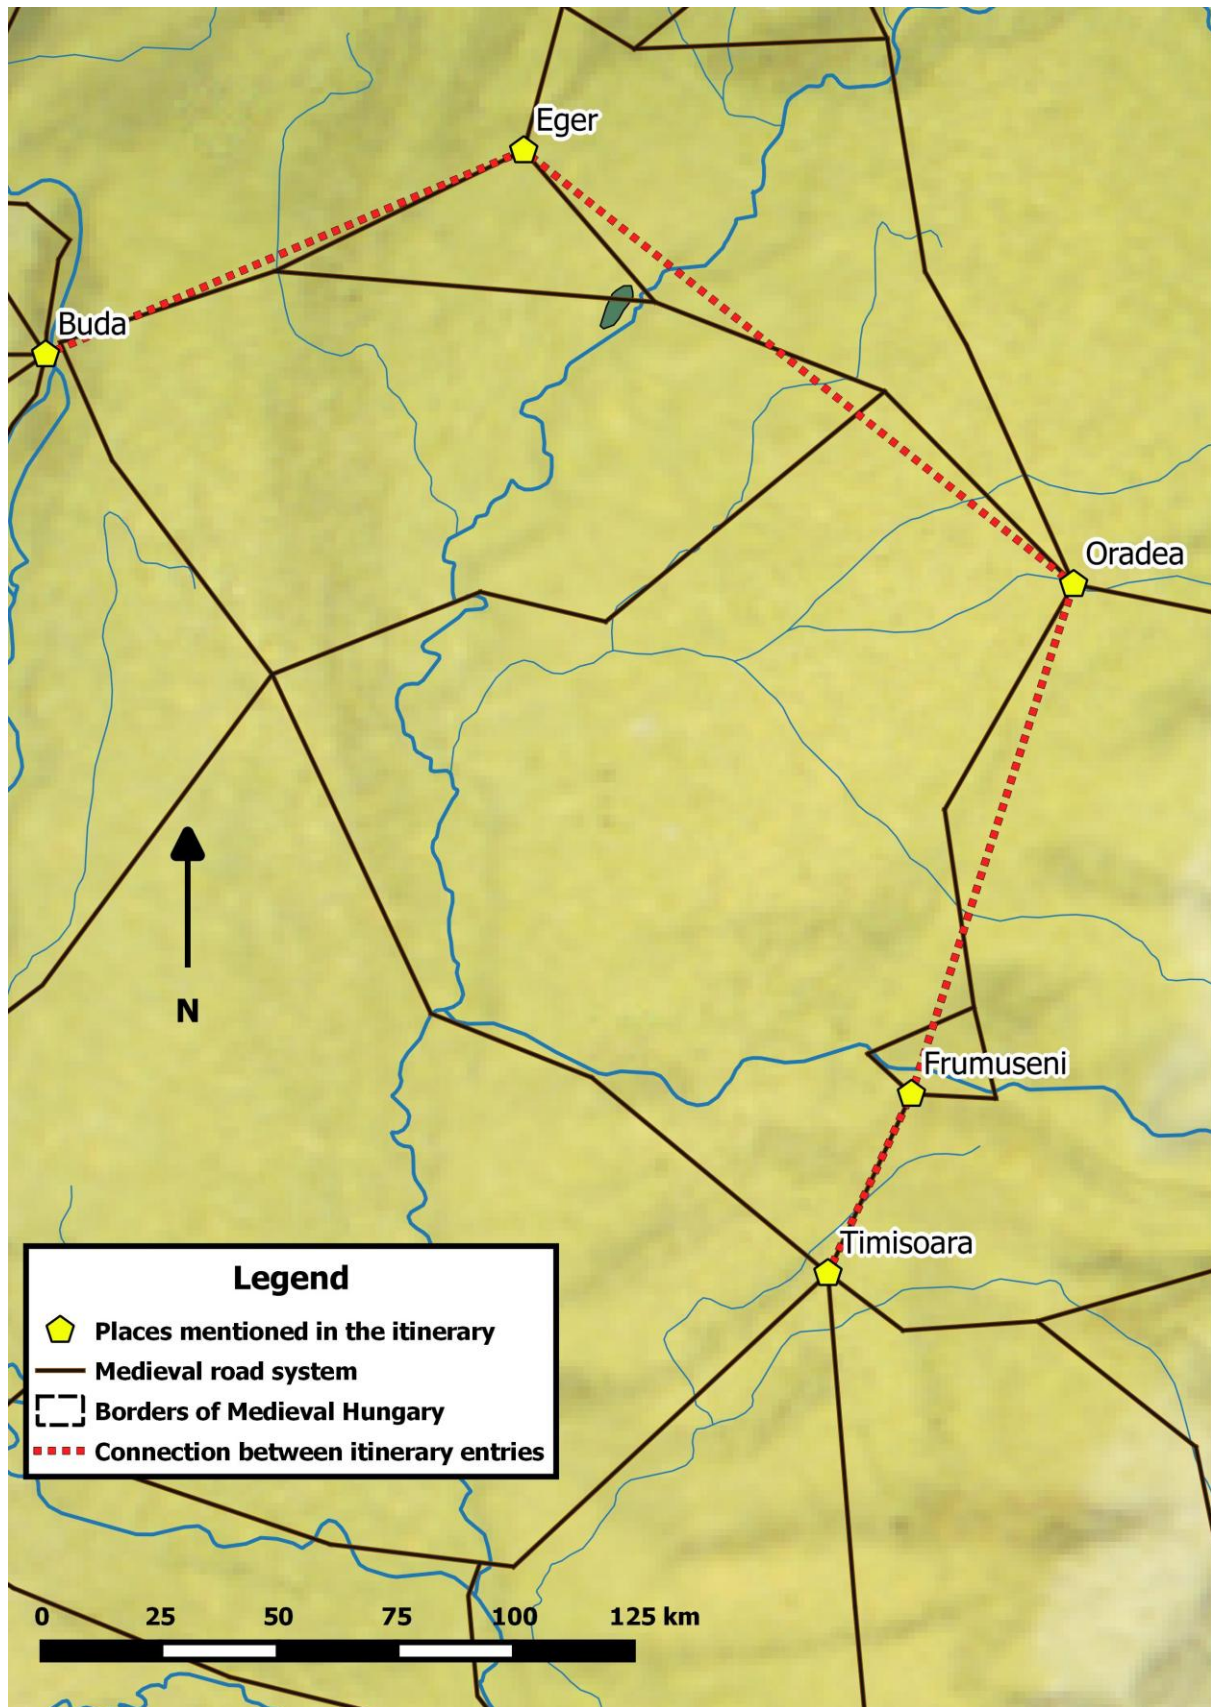 Eger
Buda
Oradea
N
Frumuseni
Timisoara
Legend
Places mentioned in the itinerary
Medieval road system
Borders of Medieval Hungary
Connection between itinerary entries
0 25 50 75 100 125 km